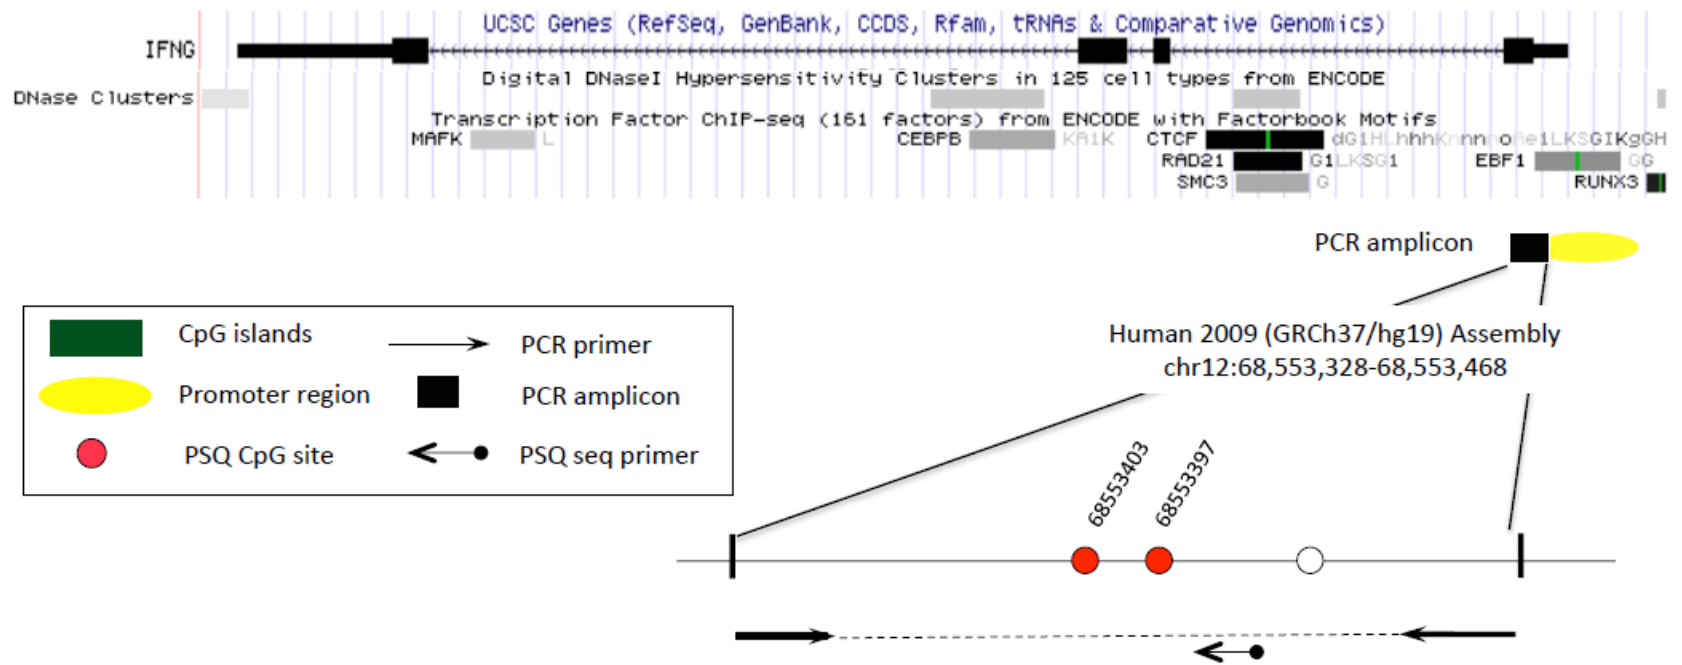 UCSC Genes (RefSeq, GenBank, CCDS, Rfam, tRNAs & Comparative Genomics)
IFNG
Digital DNaseI Hypersensitivity Clusters in 125 cell types from ENCODE
DNase Clusters
Transcription Factor ChIP-seq (161 factors) from ENCODE with Factorbook Motifs
MAFK L CEBPB KA1K CTCF
RAD21 G1LKSG1 EBF1 GG
SMC3 G RUNX3
PCR amplicon
Human 2009 (GRCh37/hg19) Assembly
chr12:68,553,328-68,553,468
CpG islands
PCR primer
Promoter region
PCR amplicon
PSQ CpG site
PSQ seq primer
68553403
68553397